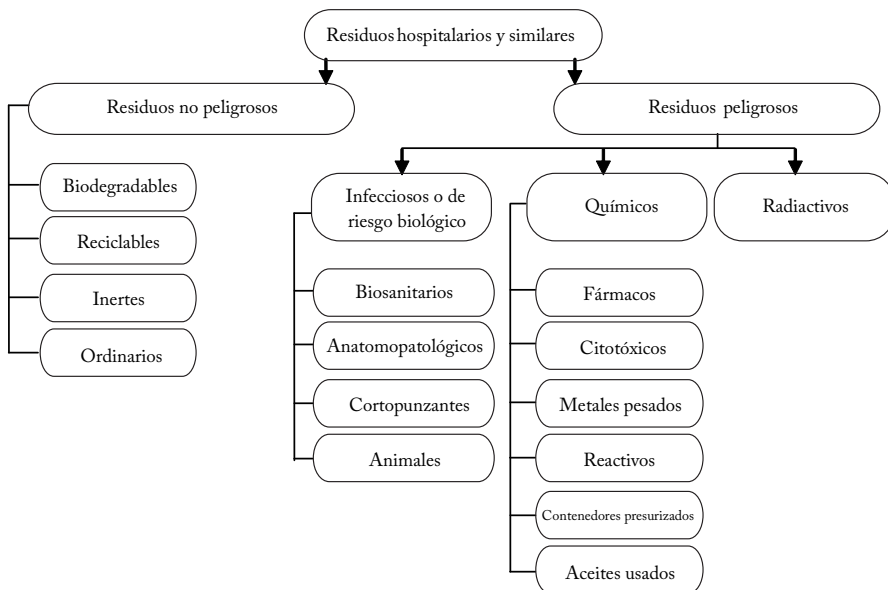 Residuos hospitalarios y similares
Residuos no peligrosos
Residuos peligrosos
Biodegradables
Reciclables
Inertes
Ordinarios
Infecciosos o de
riesgo biológico
Químicos
Radiactivos
Biosanitarios
Anatomopatológicos
Cortopunzantes
Animales
Fármacos
Citotóxicos
Metales pesados
Reactivos
Contenedores presurizados
Aceites usados